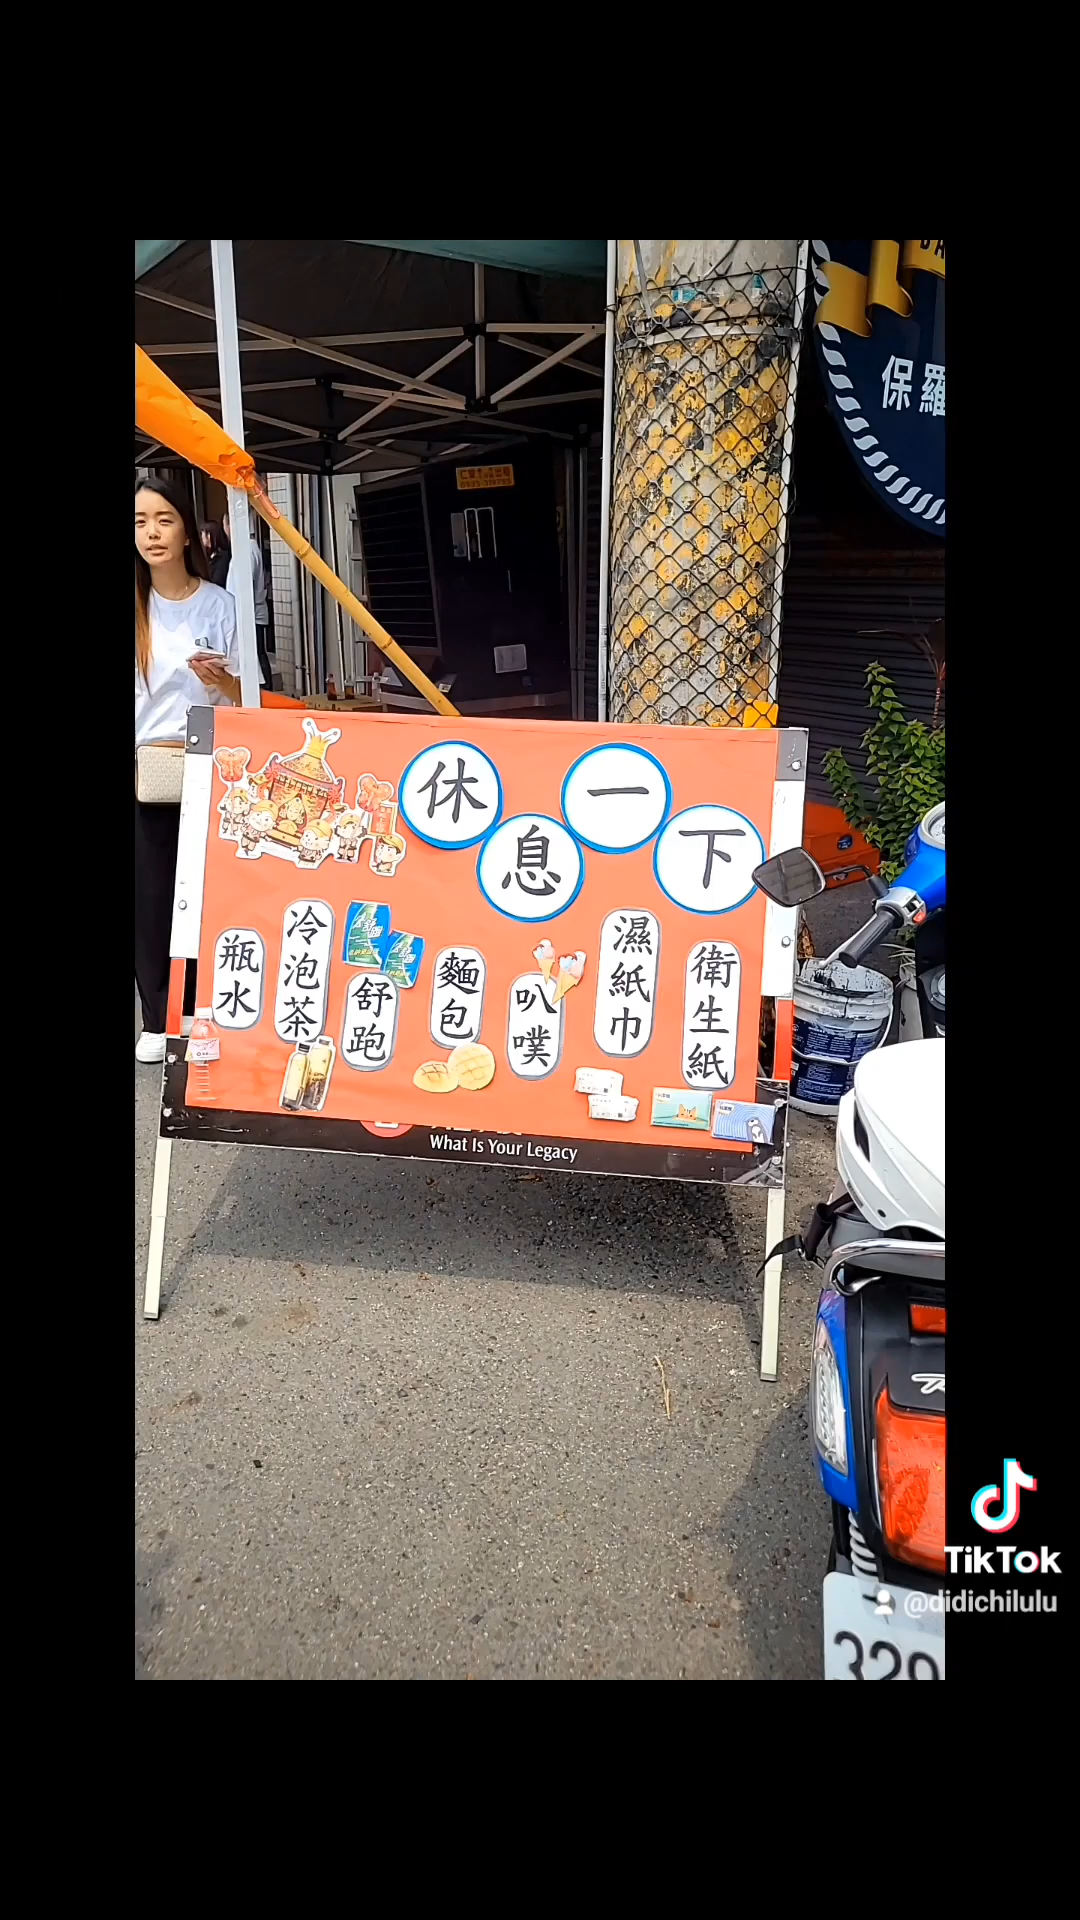 保羅
休息一下
瓶水
冷泡茶
舒跑
麵包
叭噗
濕紙巾
衛生紙
What Is Your Legacy
TikTok
@didichilulu
329